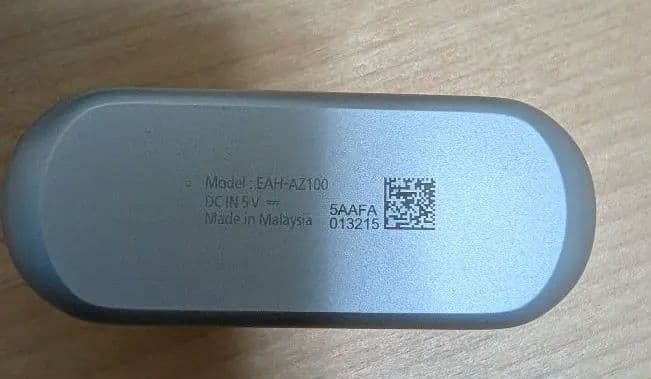 Model : EAH-AZ100
DC IN 5 V ⎓
Made in Malaysia
5AAFA
013215